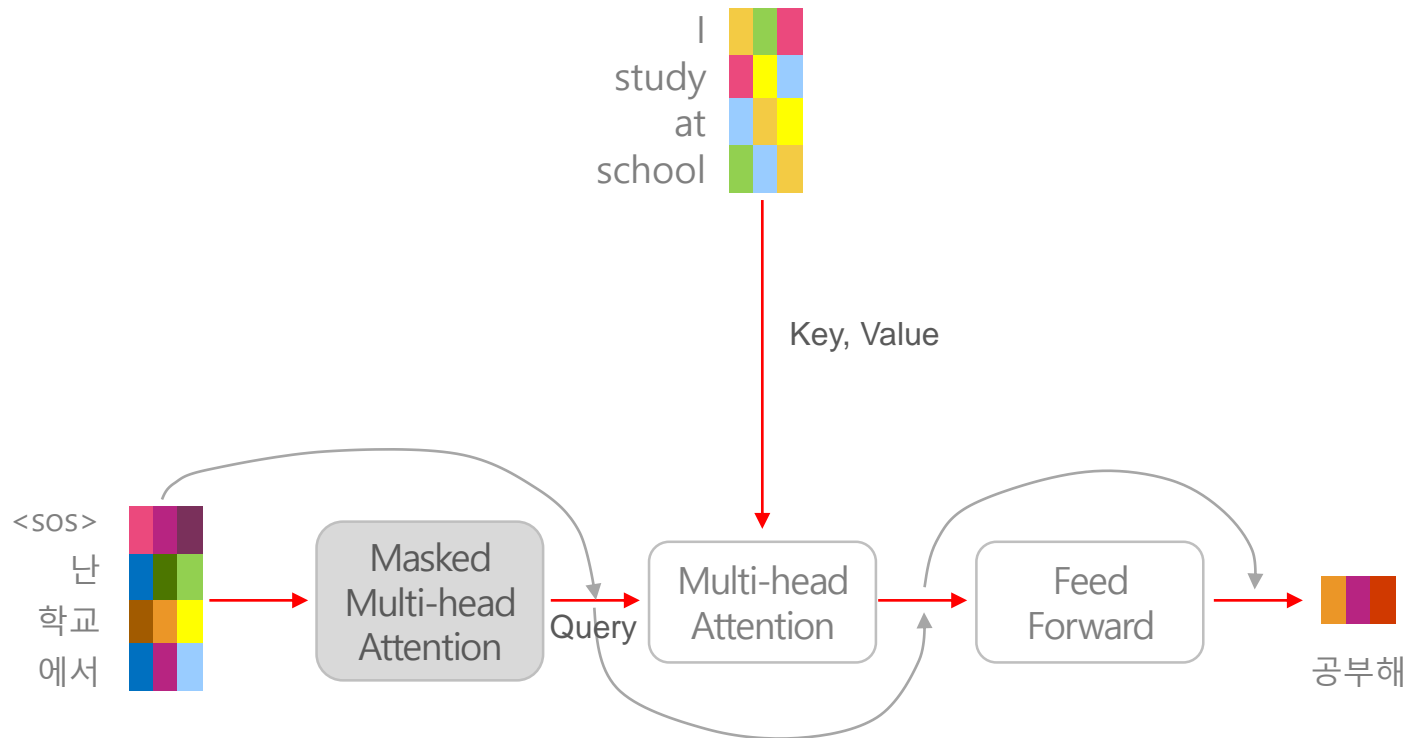 I
study
at
school
Key, Value
<sos>
난
학교
에서
Masked
Multi-head
Attention
Query
Multi-head
Attention
Feed
Forward
공부해